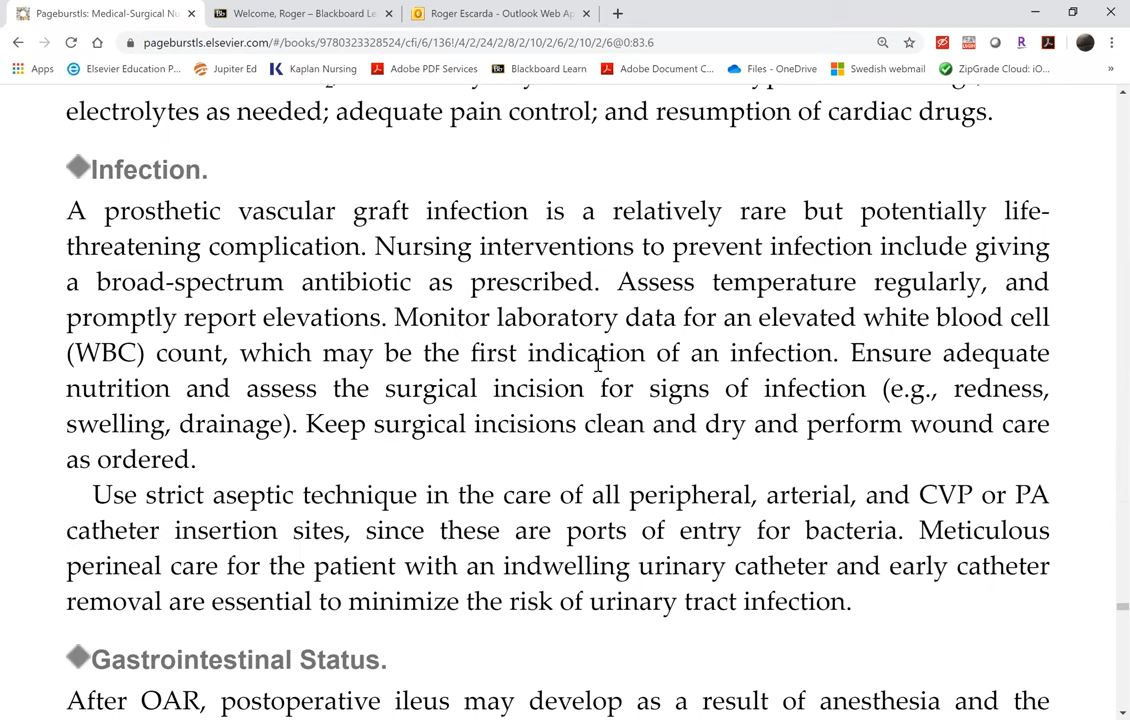 Pageburstls: Medical-Surgical Nu
Welcome, Roger – Blackboard Le
Roger Escarda - Outlook Web Ap
pageburstls.elsevier.com/#/books/9780323328524/cfi/6/136!/4/2/24/2/8/2/10/2/6/2/10/2/6@0:83.6
Apps Elsevier Education P... Jupiter Ed Kaplan Nursing Adobe PDF Services Blackboard Learn Adobe Document C... Files - OneDrive Swedish webmail ZipGrade Cloud: iO... »
electrolytes as needed; adequate pain control; and resumption of cardiac drugs.
Infection.
A prosthetic vascular graft infection is a relatively rare but potentially life-
threatening complication. Nursing interventions to prevent infection include giving
a broad-spectrum antibiotic as prescribed. Assess temperature regularly, and
promptly report elevations. Monitor laboratory data for an elevated white blood cell
(WBC) count, which may be the first indication of an infection. Ensure adequate
nutrition and assess the surgical incision for signs of infection (e.g., redness,
swelling, drainage). Keep surgical incisions clean and dry and perform wound care
as ordered.
Use strict aseptic technique in the care of all peripheral, arterial, and CVP or PA
catheter insertion sites, since these are ports of entry for bacteria. Meticulous
perineal care for the patient with an indwelling urinary catheter and early catheter
removal are essential to minimize the risk of urinary tract infection.
Gastrointestinal Status.
After OAR, postoperative ileus may develop as a result of anesthesia and the